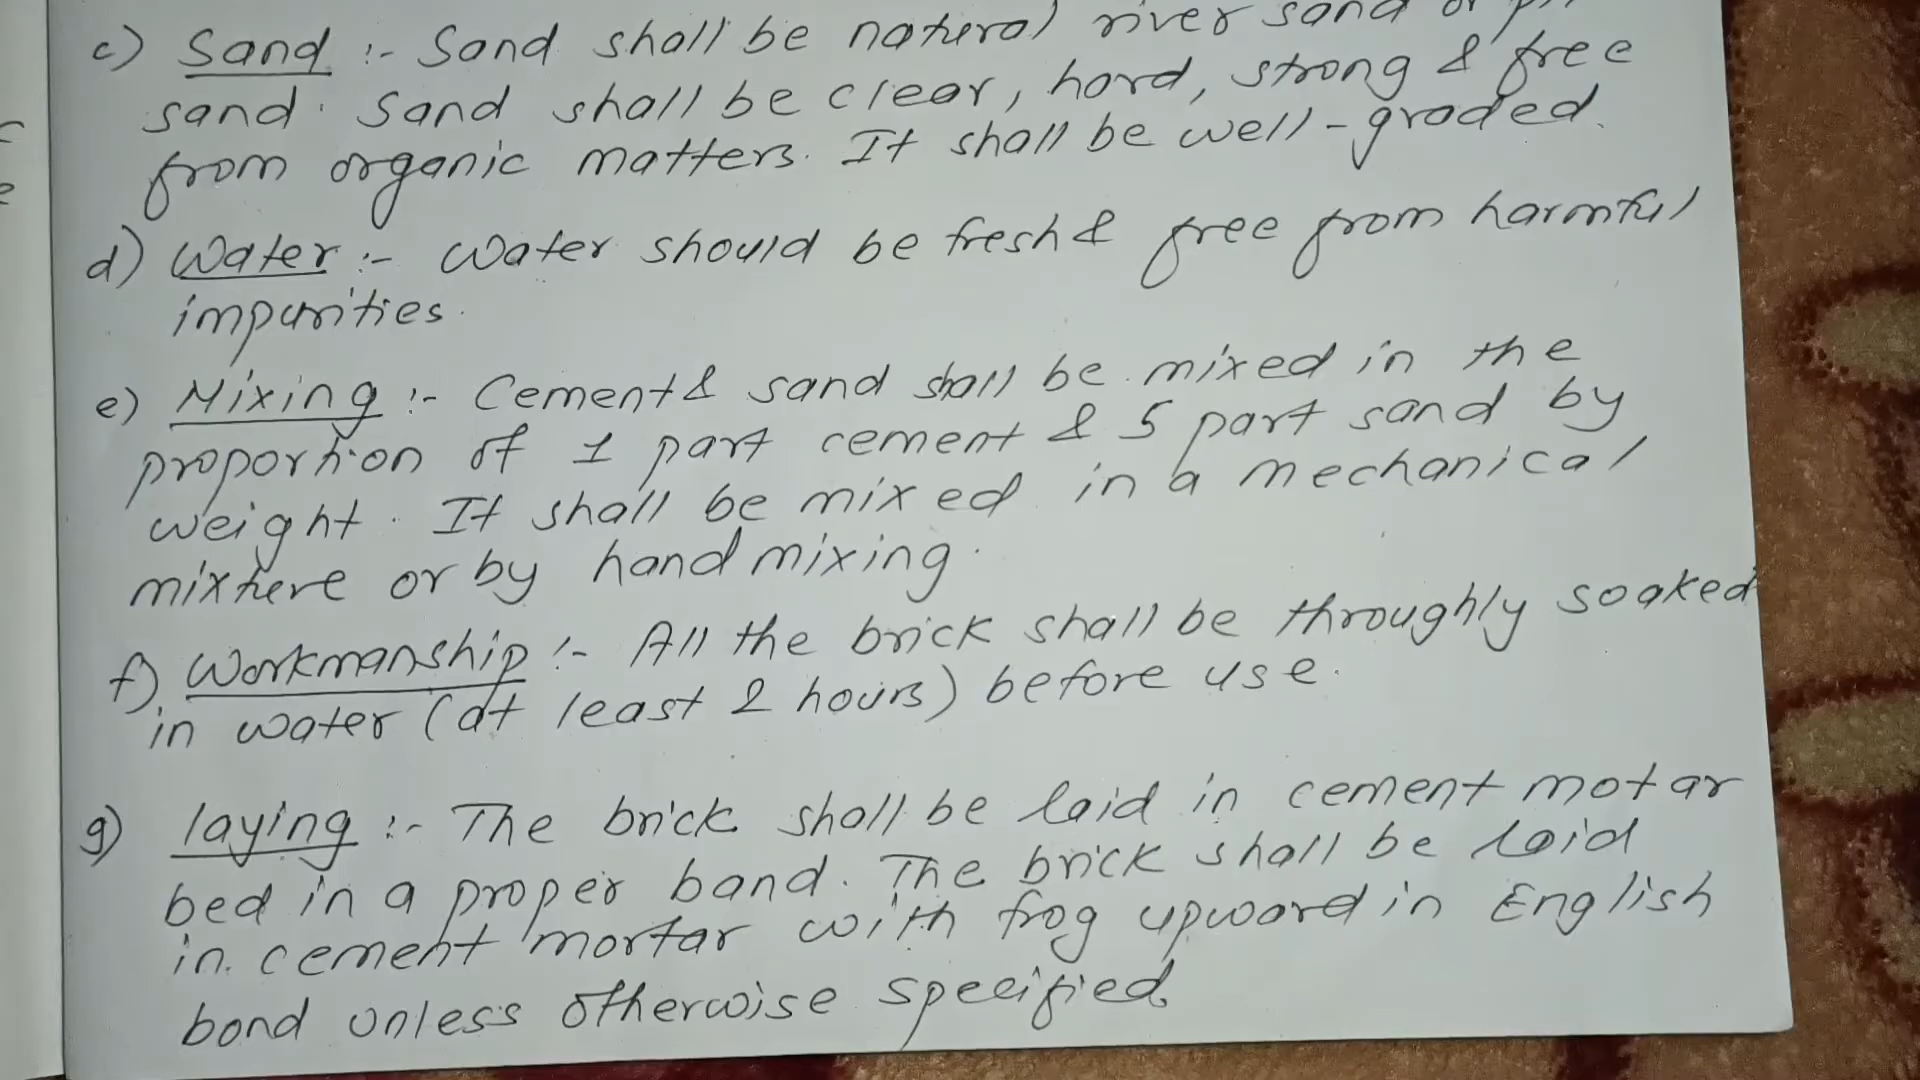 c) Sand :- Sand shall be natural river sand or
sand. Sand shall be clear, hard, strong & free
from organic matters. It shall be well-graded.
d) Water :- Water should be fresh & free from harmful
impurities.
e) Mixing :- Cement & sand shall be mixed in the
proportion of 1 part cement & 5 part sand by
weight. It shall be mixed in a mechanical
mixture or by hand mixing.
f) Workmanship :- All the brick shall be throughly soaked
in water (at least 2 hours) before use.
g) laying :- The brick shall be laid in cement motar
bed in a proper band. The brick shall be laid
in cement mortar with frog upward in English
bond unless otherwise specified.